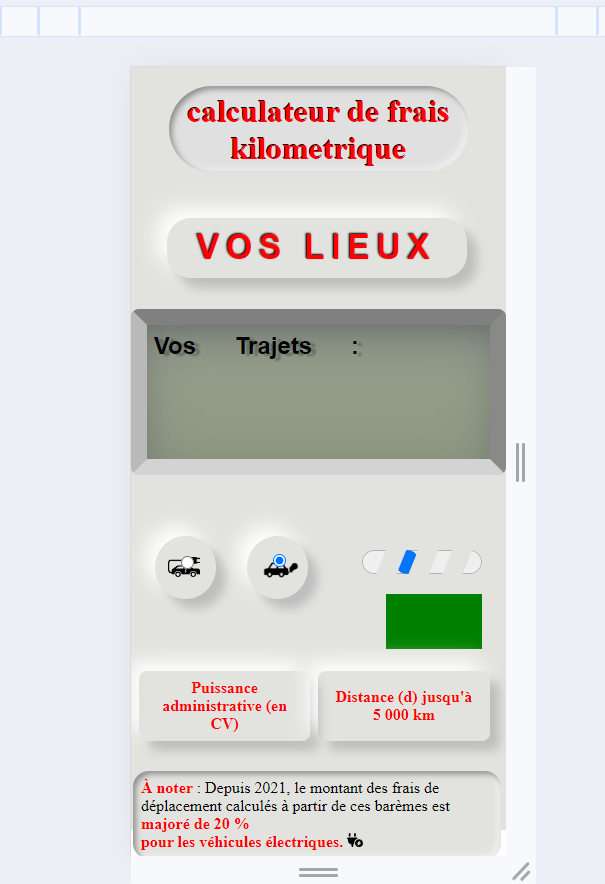 calculateur de frais
kilometrique
VOS LIEUX
Vos Trajets :
Puissance
administrative (en
CV)
Distance (d) jusqu'à
5 000 km
À noter : Depuis 2021, le montant des frais de
déplacement calculés à partir de ces barèmes est
majoré de 20 %
pour les véhicules électriques.